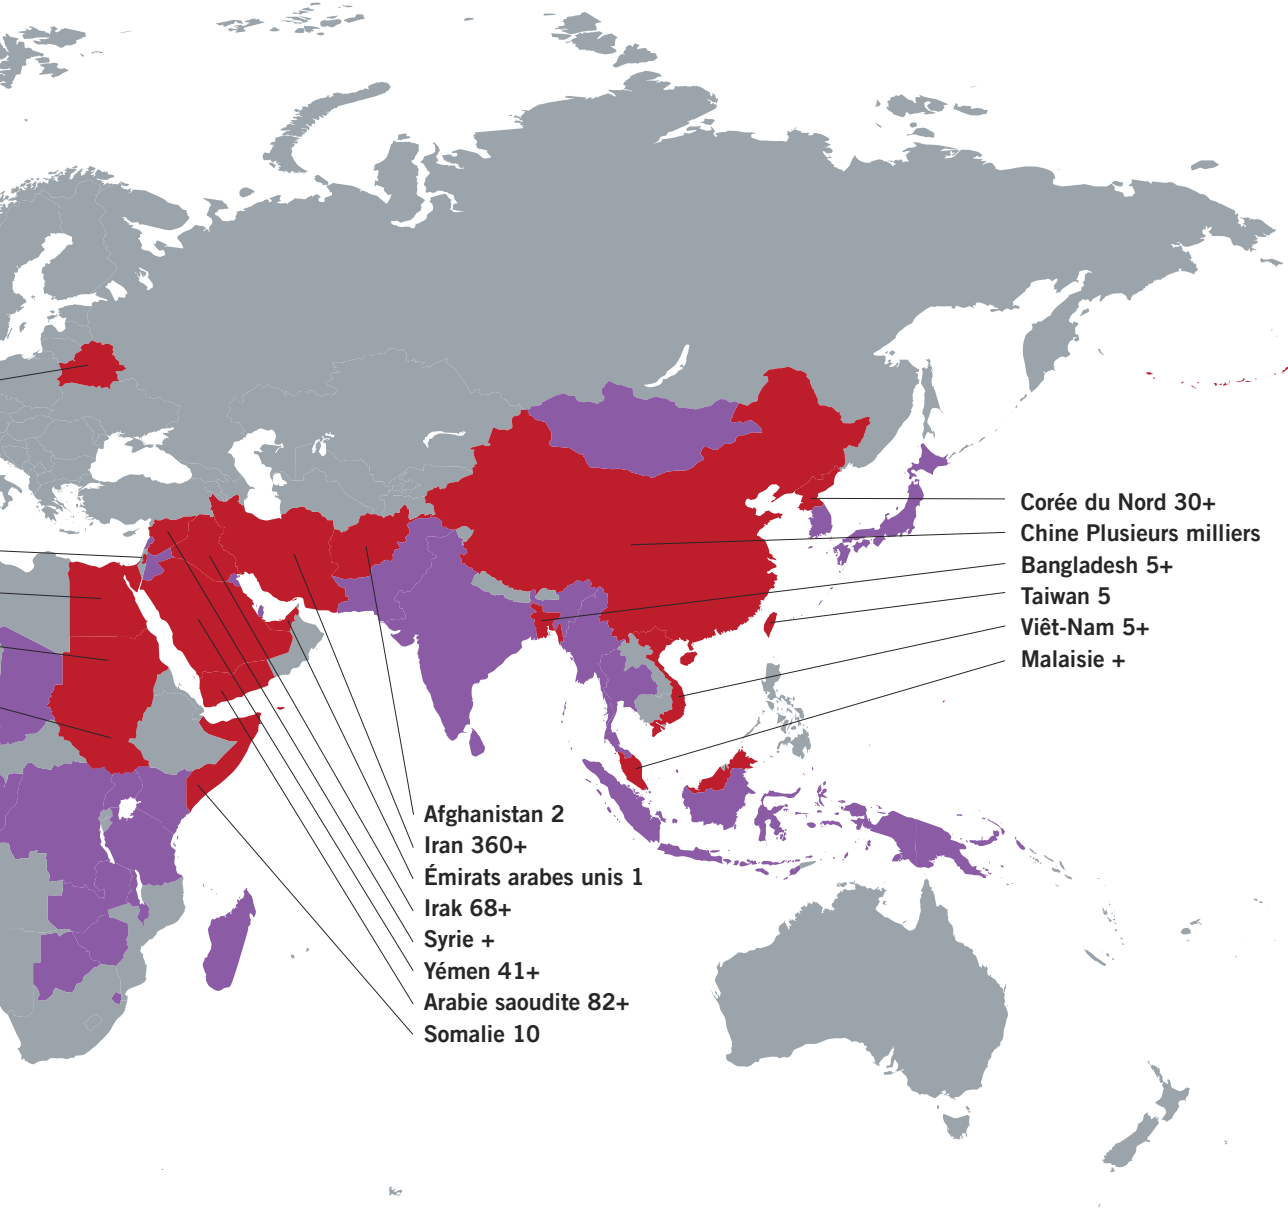 Corée du Nord 30+
Chine Plusieurs milliers
Bangladesh 5+
Taiwan 5
Viêt-Nam 5+
Malaisie +
Afghanistan 2
Iran 360+
Émirats arabes unis 1
Irak 68+
Syrie +
Yémen 41+
Arabie saoudite 82+
Somalie 10